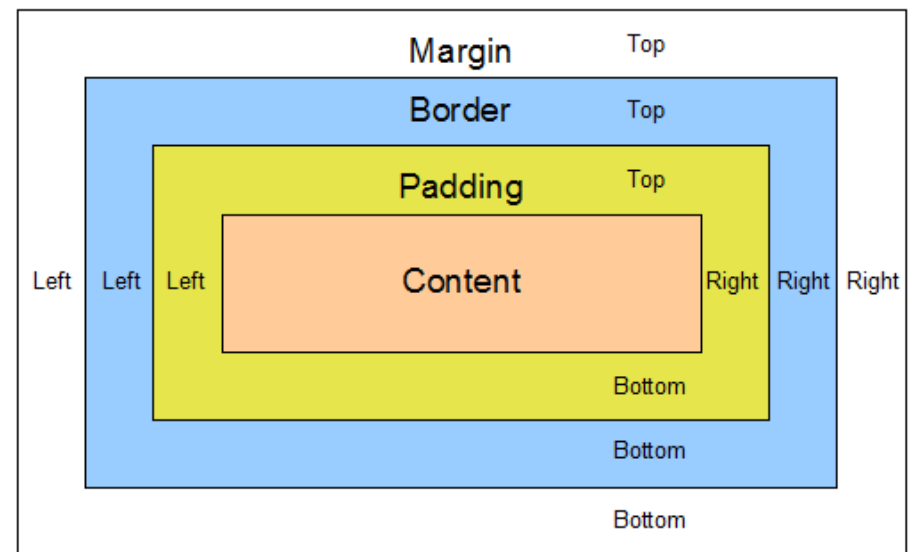 Margin Top
Border Top
Padding Top
Left Left Left Content Right Right Right
Bottom
Bottom
Bottom